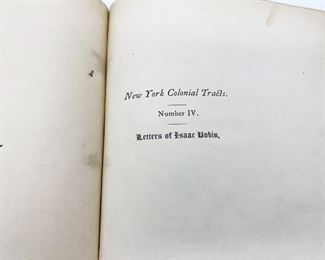 New York Colonial Tracts.
Number IV.
Letters of Isaac Bobin,